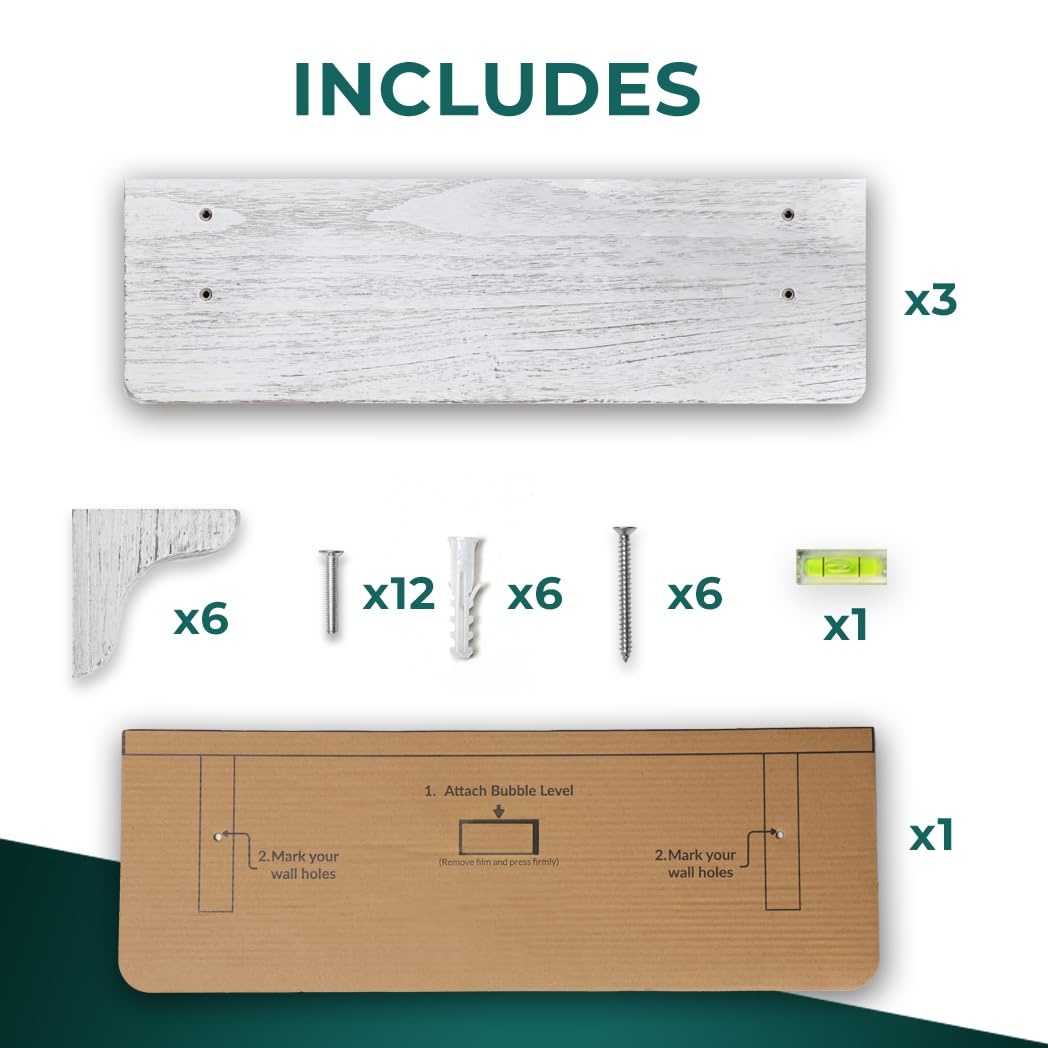 INCLUDES
x3
x6
x12
x6
x6
x1
1. Attach Bubble Level
(Remove film and press firmly)
2.Mark your
wall holes
2.Mark your
wall holes
x1